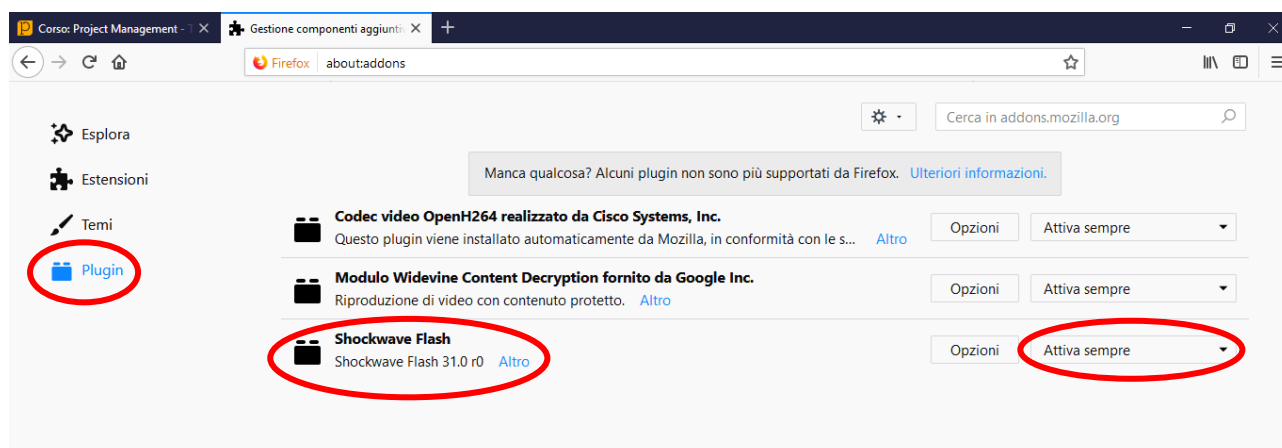 Corso: Project Management - T
Gestione componenti aggiuntiv
Firefox about:addons
Cerca in addons.mozilla.org
Esplora
Estensioni
Temi
Plugin
Manca qualcosa? Alcuni plugin non sono più supportati da Firefox. Ulteriori informazioni.
Codec video OpenH264 realizzato da Cisco Systems, Inc.
Questo plugin viene installato automaticamente da Mozilla, in conformità con le s... Altro
Opzioni Attiva sempre
Modulo Widevine Content Decryption fornito da Google Inc.
Riproduzione di video con contenuto protetto. Altro
Opzioni Attiva sempre
Shockwave Flash
Shockwave Flash 31.0 r0 Altro
Opzioni Attiva sempre